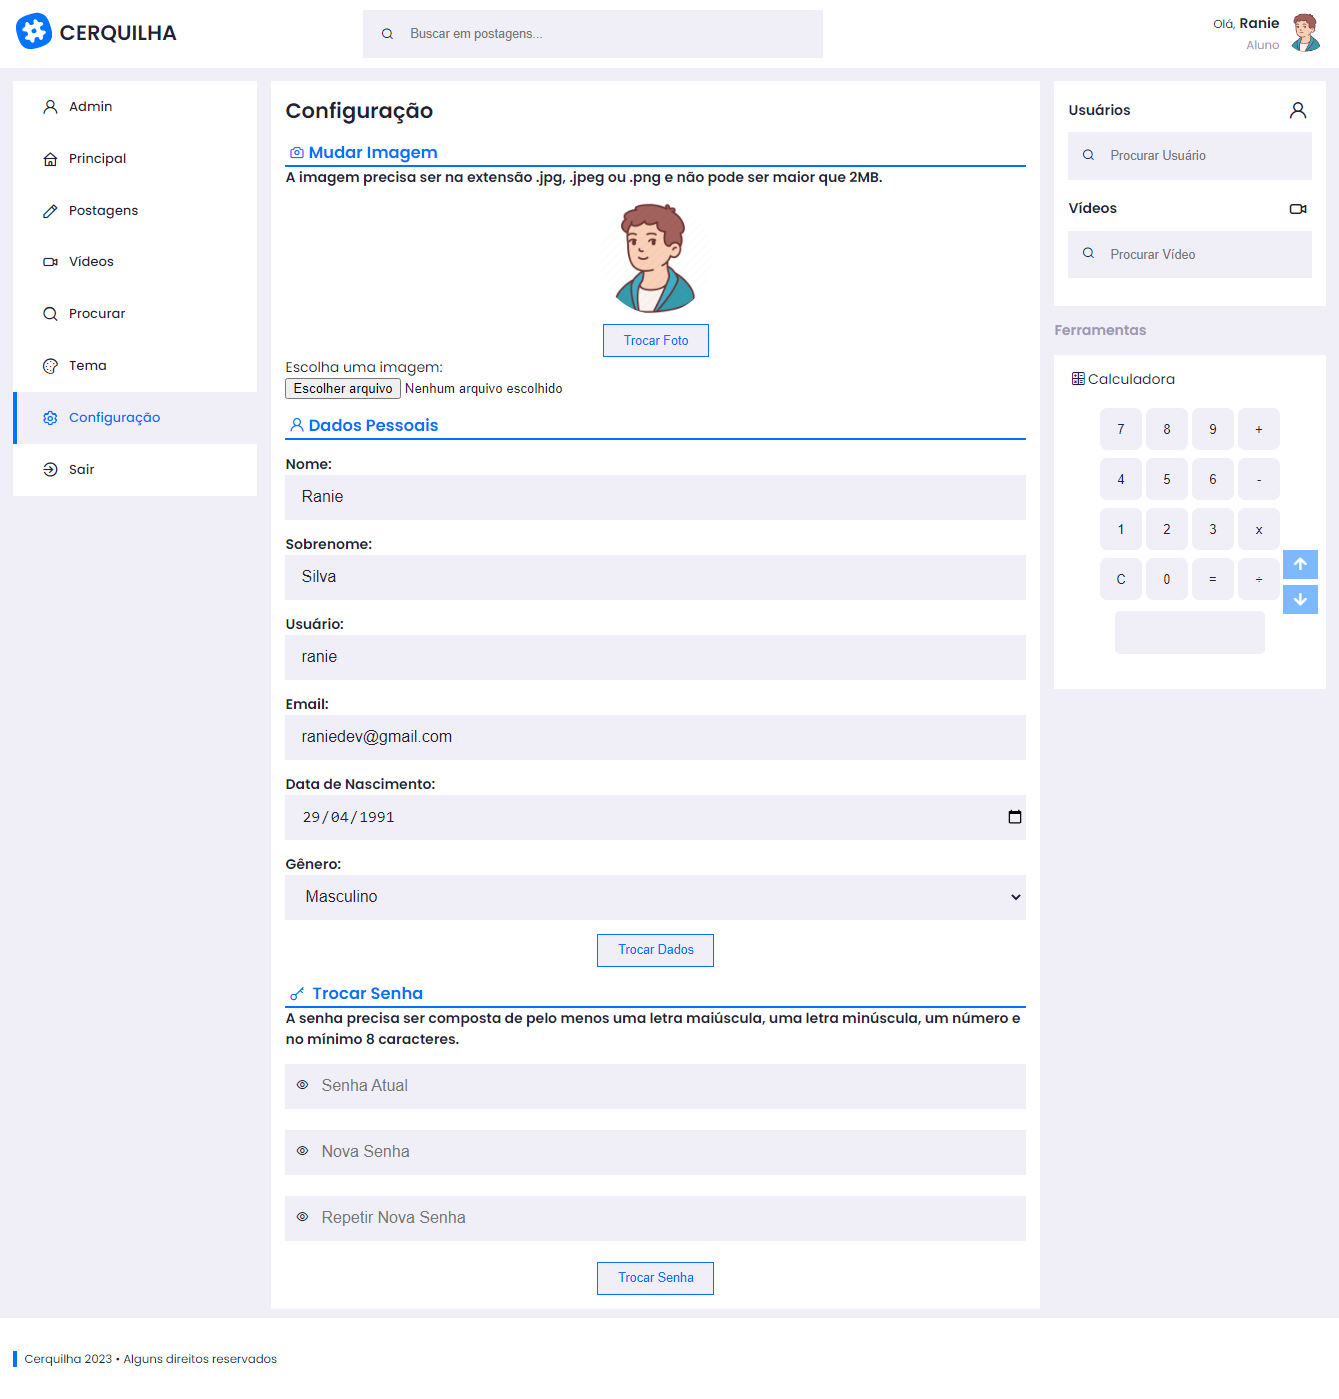 CERQUILHA
Buscar em postagens...
Olá, Ranie
Aluno
Admin
Principal
Postagens
Vídeos
Procurar
Tema
Configuração
Sair
Configuração
Mudar Imagem
A imagem precisa ser na extensão .jpg, .jpeg ou .png e não pode ser maior que 2MB.
Trocar Foto
Escolha uma imagem:
Escolher arquivo Nenhum arquivo escolhido
Dados Pessoais
Nome:
Ranie
Sobrenome:
Silva
Usuário:
ranie
Email:
raniedev@gmail.com
Data de Nascimento:
29/04/1991
Gênero:
Masculino
Trocar Dados
Trocar Senha
A senha precisa ser composta de pelo menos uma letra maiúscula, uma letra minúscula, um número e
no mínimo 8 caracteres.
Senha Atual
Nova Senha
Repetir Nova Senha
Trocar Senha
Usuários
Procurar Usuário
Vídeos
Procurar Vídeo
Ferramentas
Calculadora
7 8 9 +
4 5 6 -
1 2 3 x
C 0 = ÷
Cerquilha 2023 • Alguns direitos reservados